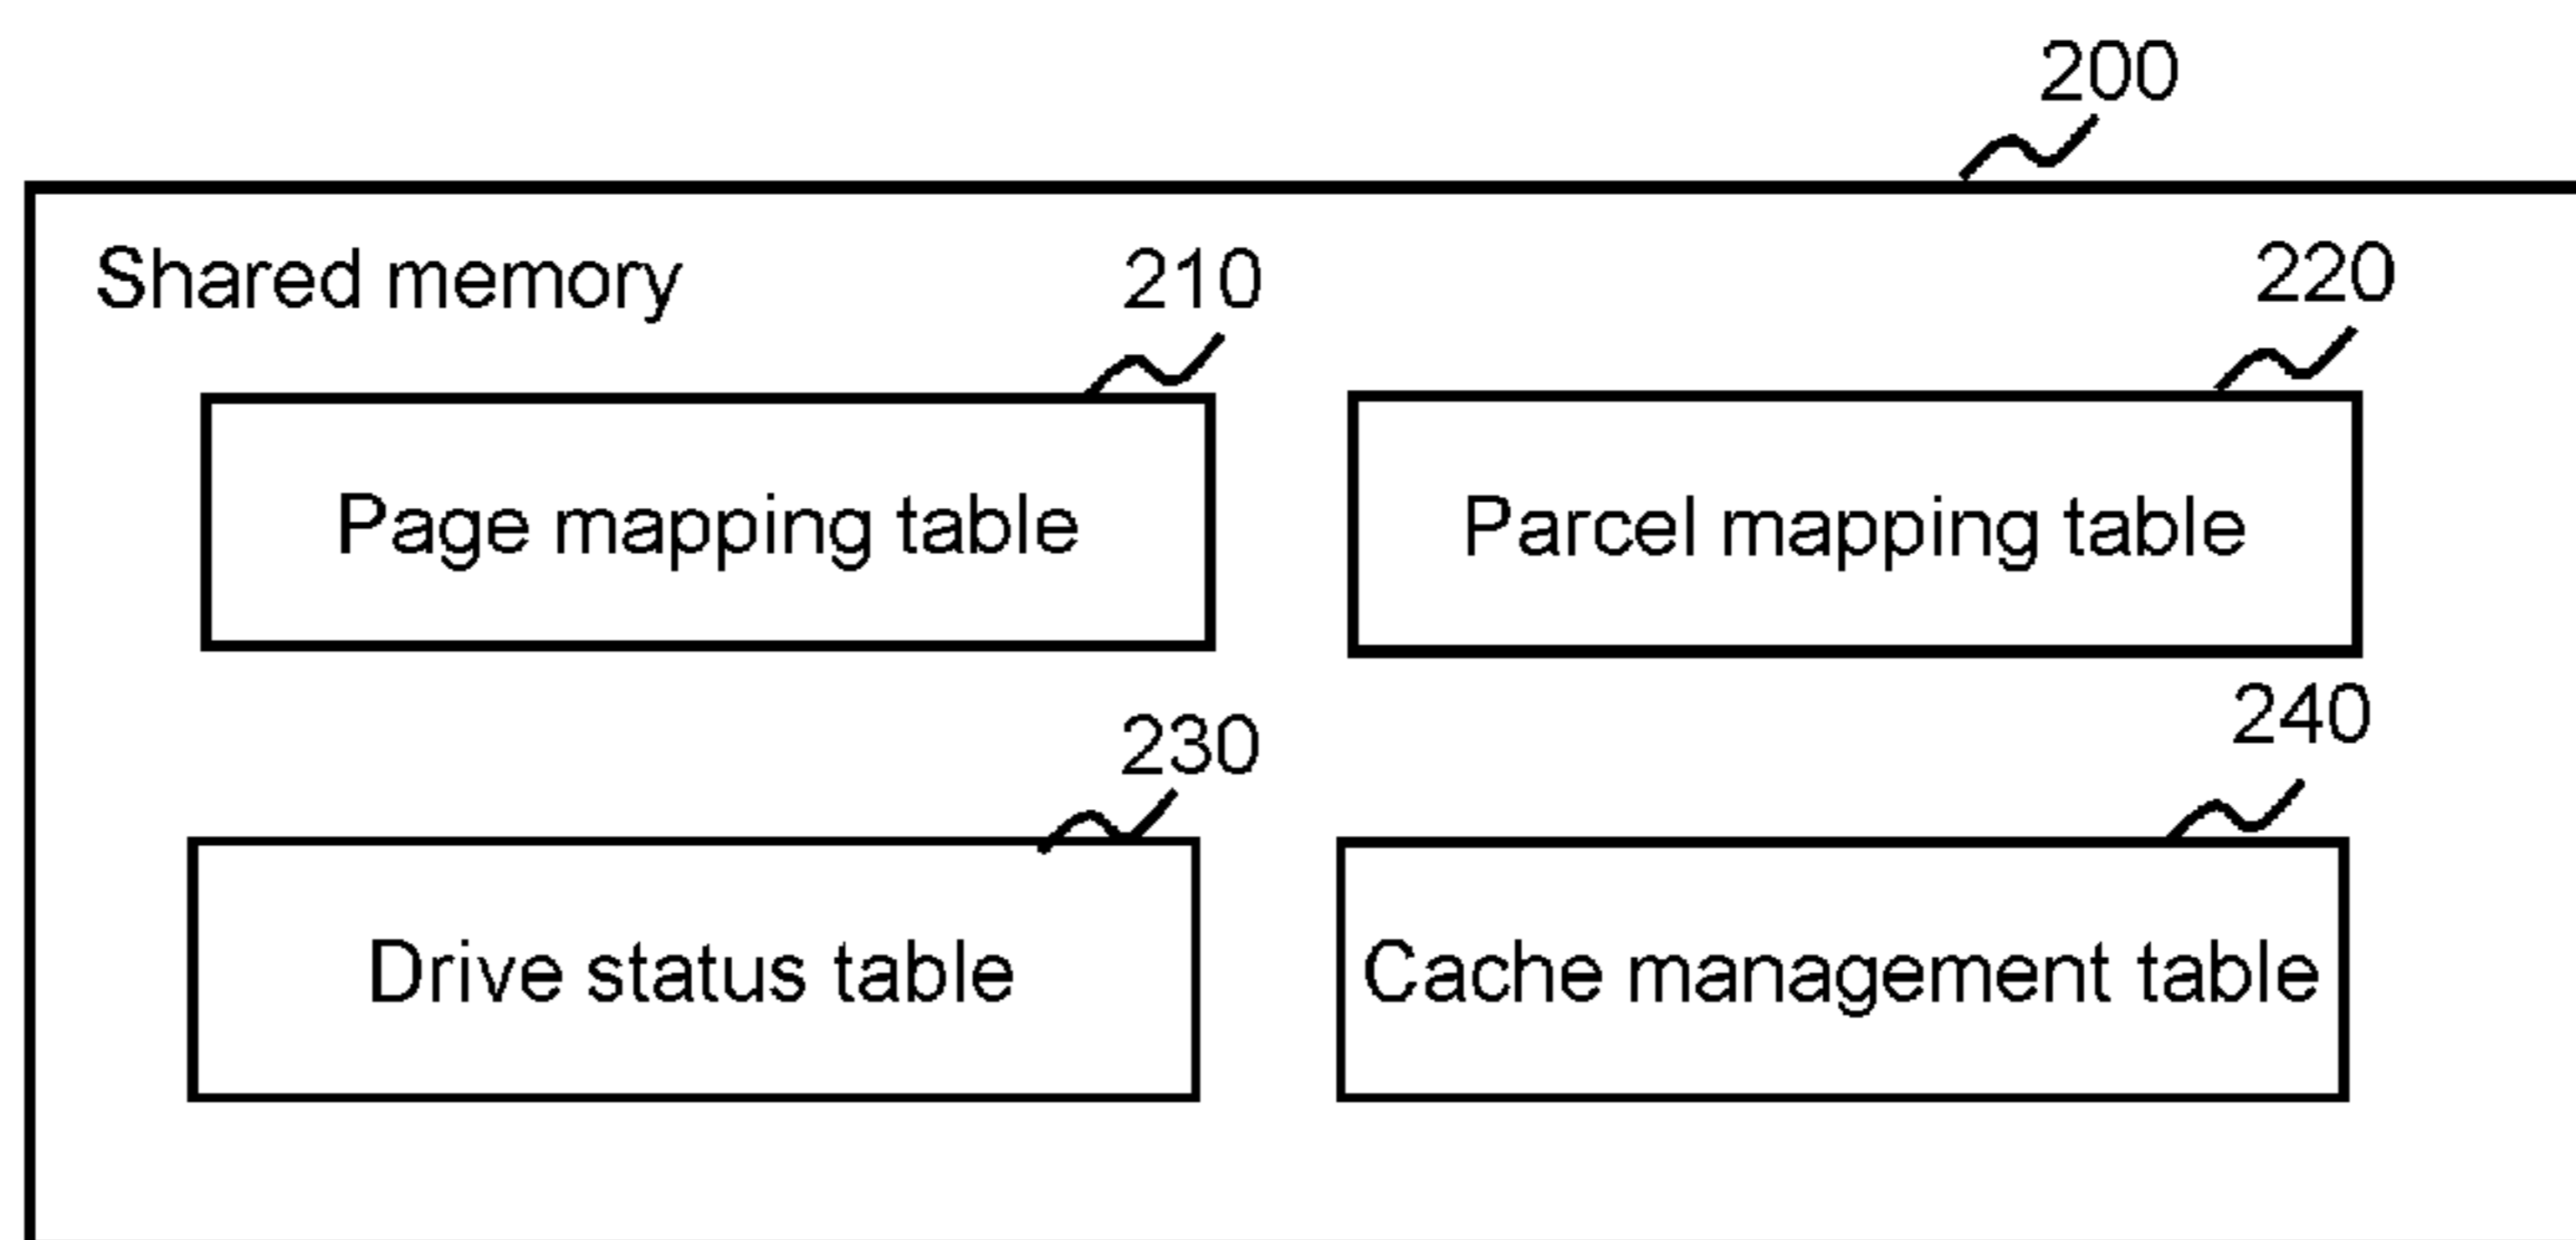 200
Shared memory
210
220
Page mapping table
Parcel mapping table
230
240
Drive status table
Cache management table